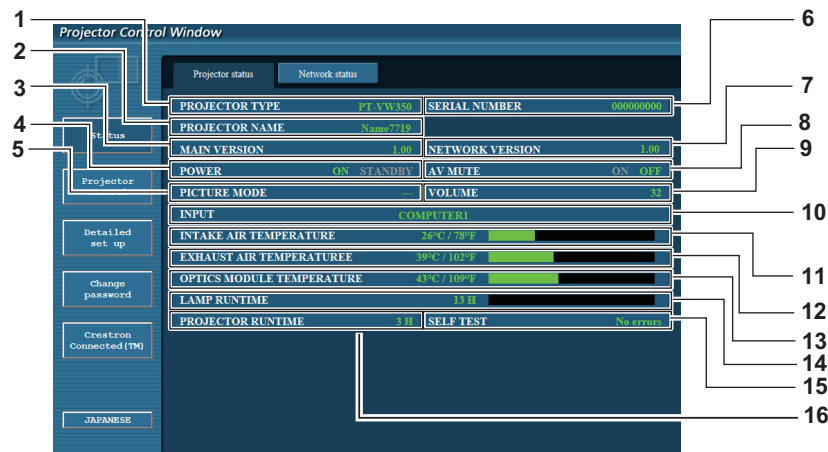 Projector Control Window
Projector status
Network status
PROJECTOR TYPE PT-VW350
SERIAL NUMBER 000000000
PROJECTOR NAME Name7719
MAIN VERSION 1.00
NETWORK VERSION 1.00
POWER ON STANDBY
AV MUTE ON OFF
PICTURE MODE —
VOLUME 32
INPUT COMPUTER1
INTAKE AIR TEMPERATURE 26°C / 78°F
EXHAUST AIR TEMPERATUREE 39°C / 102°F
OPTICS MODULE TEMPERATURE 43°C / 109°F
LAMP RUNTIME 13 H
PROJECTOR RUNTIME 3 H
SELF TEST No errors
Status
Projector
Detailed
set up
Change
password
Crestron
Connected(TM)
JAPANESE
1
2
3
4
5
6
7
8
9
10
11
12
13
14
15
16